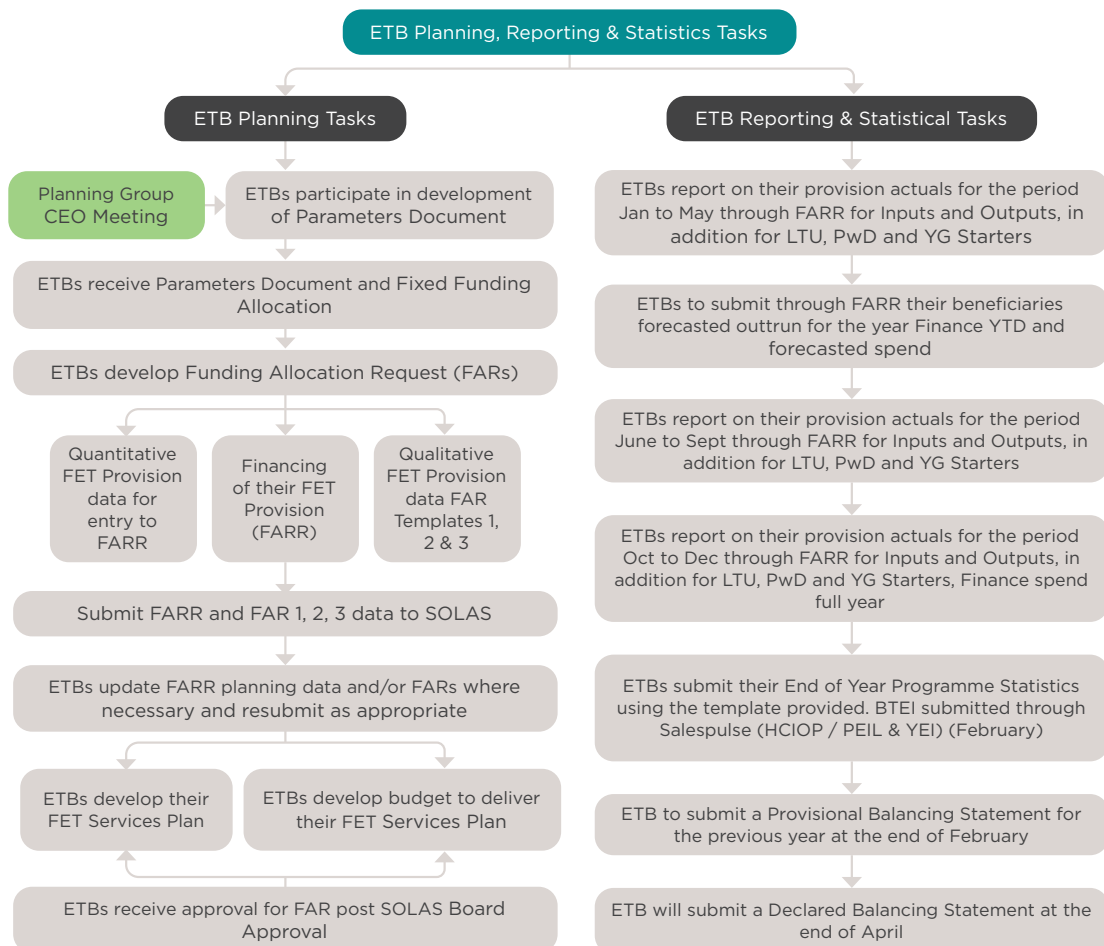 ETB Planning, Reporting & Statistics Tasks
ETB Planning Tasks
Planning Group
CEO Meeting
ETBs participate in development
of Parameters Document
ETBs receive Parameters Document and Fixed Funding
Allocation
ETBs develop Funding Allocation Request (FARs)
Quantitative
FET Provision
data for
entry to
FARR
Financing
of their FET
Provision
(FARR)
Qualitative
FET Provision
data FAR
Templates 1,
2 & 3
Submit FARR and FAR 1, 2, 3 data to SOLAS
ETBs update FARR planning data and/or FARs where
necessary and resubmit as appropriate
ETBs develop their
FET Services Plan
ETBs develop budget to deliver
their FET Services Plan
ETBs receive approval for FAR post SOLAS Board
Approval
ETB Reporting & Statistical Tasks
ETBs report on their provision actuals for the period
Jan to May through FARR for Inputs and Outputs, in
addition for LTU, PwD and YG Starters
ETBs to submit through FARR their beneficiaries
forecasted outtrun for the year Finance YTD and
forecasted spend
ETBs report on their provision actuals for the period
June to Sept through FARR for Inputs and Outputs, in
addition for LTU, PwD and YG Starters
ETBs report on their provision actuals for the period
Oct to Dec through FARR for Inputs and Outputs, in
addition for LTU, PwD and YG Starters, Finance spend
full year
ETBs submit their End of Year Programme Statistics
using the template provided. BTEI submitted through
Salespulse (HCIOP / PEIL & YEI) (February)
ETB to submit a Provisional Balancing Statement for
the previous year at the end of February
ETB will submit a Declared Balancing Statement at the
end of April